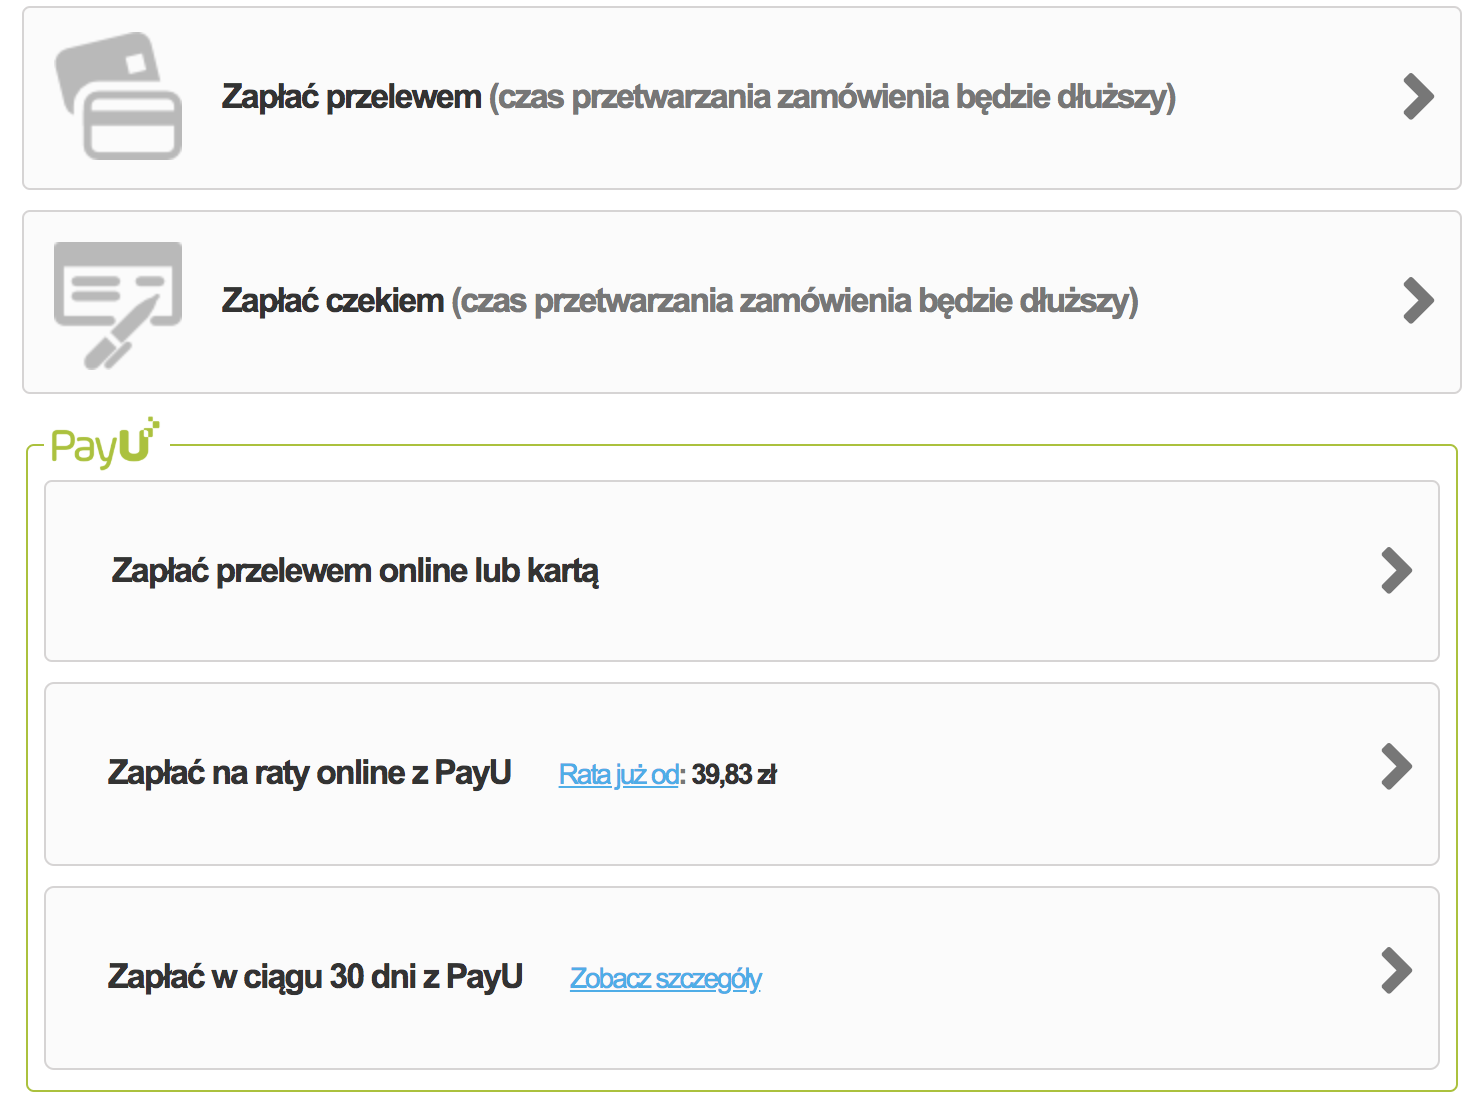 Zapłać przelewem (czas przetwarzania zamówienia będzie dłuższy)
Zapłać czekiem (czas przetwarzania zamówienia będzie dłuższy)
PayU
Zapłać przelewem online lub kartą
Zapłać na raty online z PayU Rata już od: 39,83 zł
Zapłać w ciągu 30 dni z PayU Zobacz szczegóły